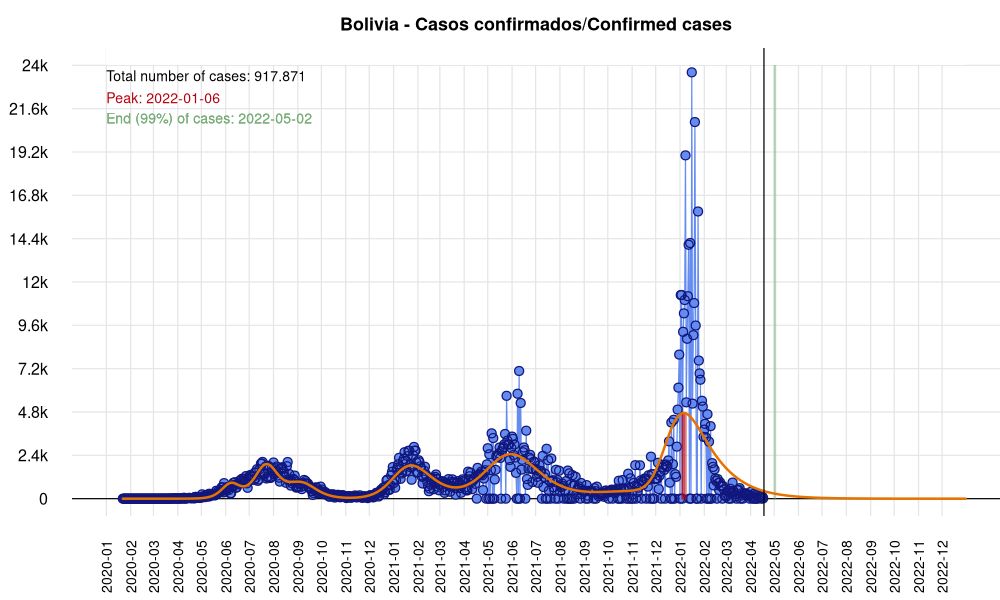 Bolivia - Casos confirmados/Confirmed cases
Total number of cases: 917.871
Peak: 2022-01-06
End (99%) of cases: 2022-05-02
24k
21.6k
19.2k
16.8k
14.4k
12k
9.6k
7.2k
4.8k
2.4k
0
2020-01
2020-02
2020-03
2020-04
2020-05
2020-06
2020-07
2020-08
2020-09
2020-10
2020-11
2020-12
2021-01
2021-02
2021-03
2021-04
2021-05
2021-06
2021-07
2021-08
2021-09
2021-10
2021-11
2021-12
2022-01
2022-02
2022-03
2022-04
2022-05
2022-06
2022-07
2022-08
2022-09
2022-10
2022-11
2022-12